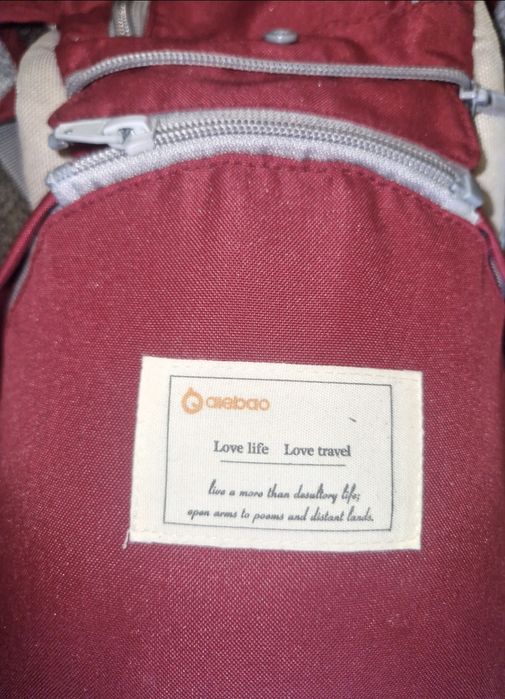 aiebao
Love life Love travel
live a more than desultory life;
open arms to poems and distant lands.